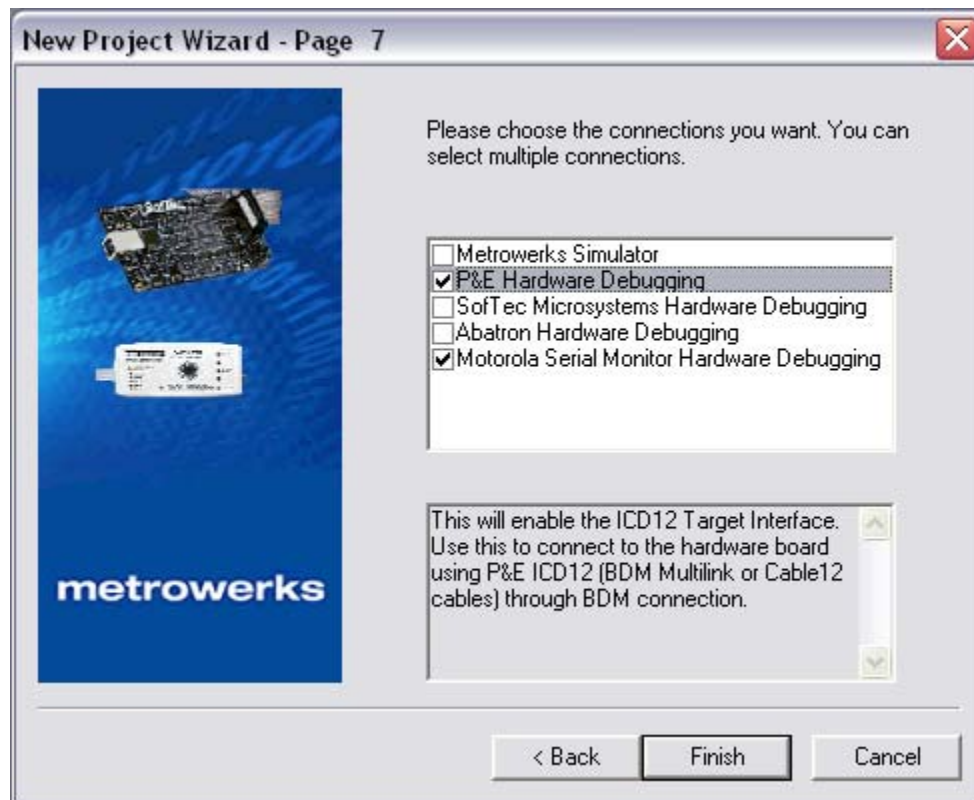 New Project Wizard - Page 7
Please choose the connections you want. You can
select multiple connections.
Metrowerks Simulator
P&E Hardware Debugging
SofTec Microsystems Hardware Debugging
Abatron Hardware Debugging
Motorola Serial Monitor Hardware Debugging
This will enable the ICD12 Target Interface.
Use this to connect to the hardware board
using P&E ICD12 (BDM Multilink or Cable12
cables) through BDM connection.
SofTec
metrowerks
< Back
Finish
Cancel